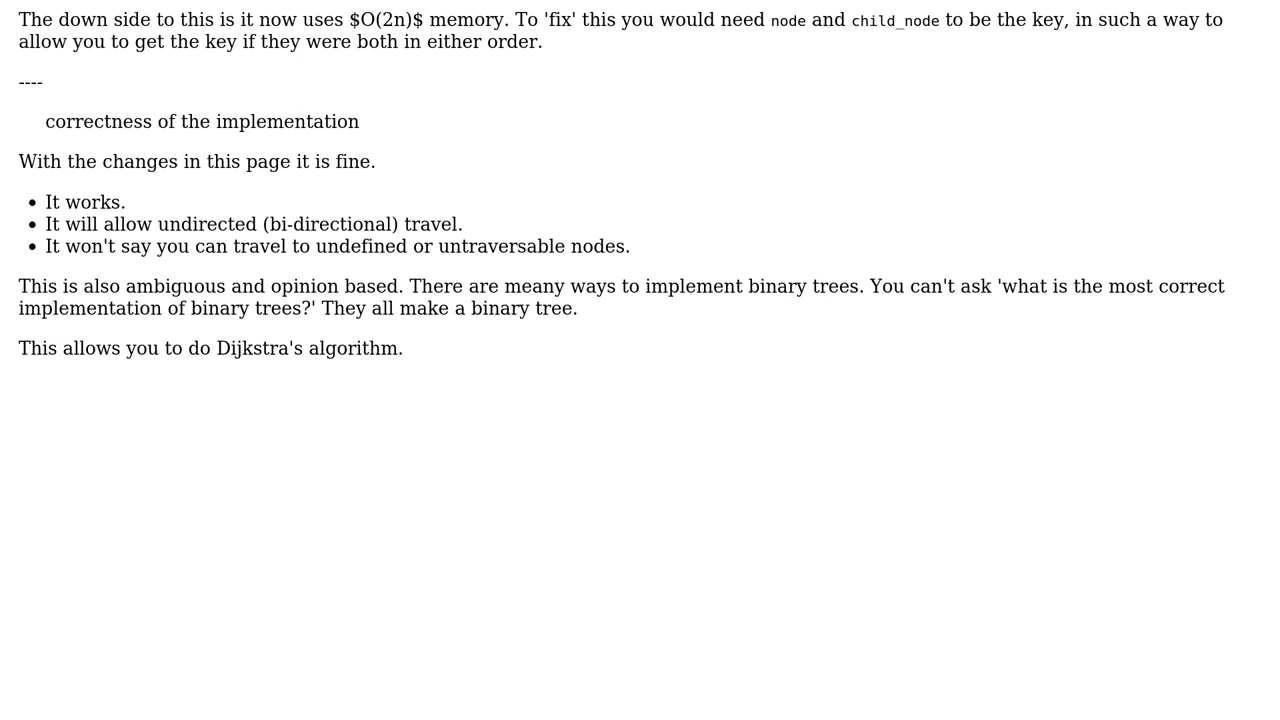 The down side to this is it now uses $O(2n)$ memory. To 'fix' this you would need node and child_node to be the key, in such a way to
allow you to get the key if they were both in either order.
----
correctness of the implementation
With the changes in this page it is fine.
• It works.
• It will allow undirected (bi-directional) travel.
• It won't say you can travel to undefined or untraversable nodes.
This is also ambiguous and opinion based. There are meany ways to implement binary trees. You can't ask 'what is the most correct
implementation of binary trees?' They all make a binary tree.
This allows you to do Dijkstra's algorithm.